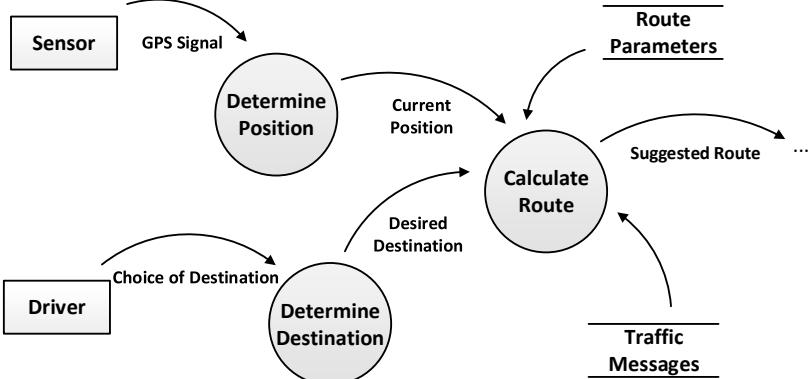 Sensor
GPS Signal
Route
Parameters
Determine
Position
Current
Position
Calculate
Route
Suggested Route
...
Desired
Destination
Choice of Destination
Driver
Determine
Destination
Traffic
Messages